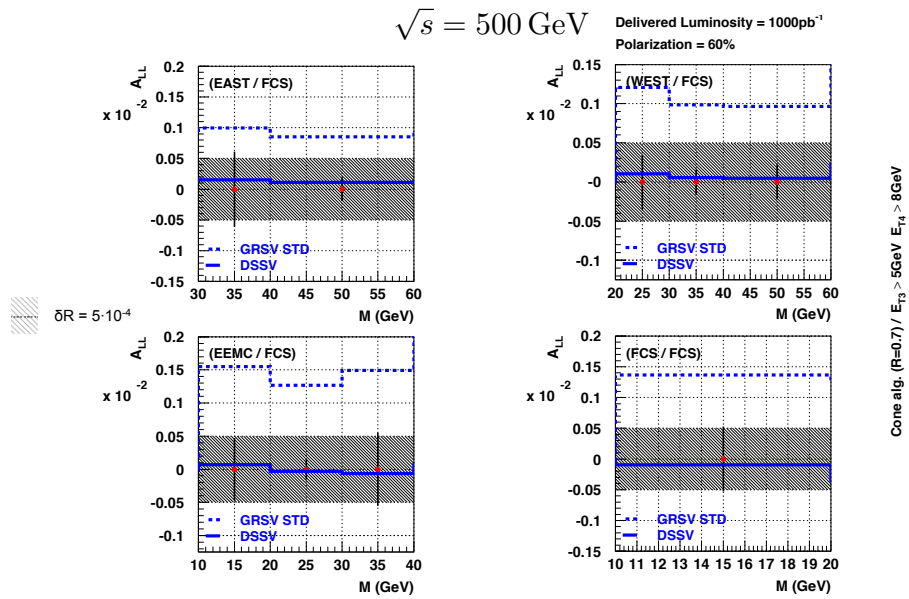 √s = 500 GeV
Delivered Luminosity = 1000pb⁻¹
Polarization = 60%
A_LL
x 10 ⁻²
(EAST / FCS)
0.2
0.15
0.1
0.05
0
-0.05
-0.1
-0.15
GRSV STD
DSSV
30 35 40 45 50 55 60
M (GeV)
A_LL
x 10 ⁻²
(WEST / FCS)
0.15
0.1
0.05
-0
-0.05
-0.1
GRSV STD
DSSV
20 25 30 35 40 45 50 55 60
M (GeV)
δR = 5·10⁻⁴
A_LL
x 10 ⁻²
(EEMC / FCS)
0.2
0.15
0.1
0.05
0
-0.05
-0.1
GRSV STD
DSSV
10 15 20 25 30 35 40
M (GeV)
A_LL
x 10 ⁻²
(FCS / FCS)
0.2
0.15
0.1
0.05
0
-0.05
-0.1
-0.15
GRSV STD
DSSV
10 11 12 13 14 15 16 17 18 19 20
M (GeV)
Cone alg. (R=0.7) / E_T3 > 5GeV E_T4 > 8GeV